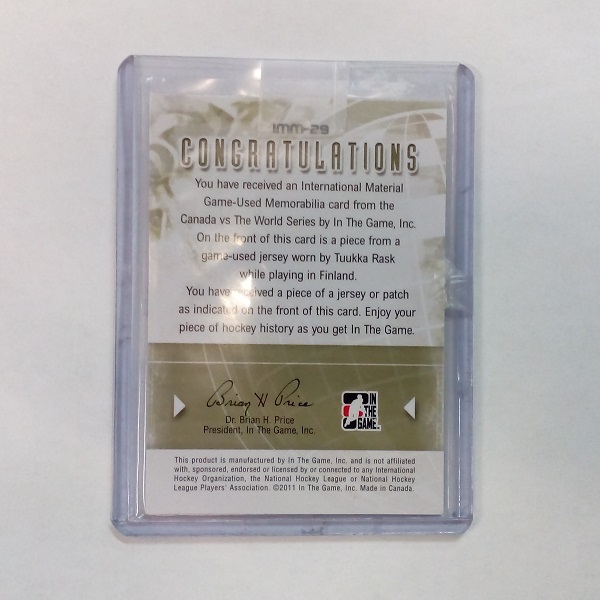 IMM-29
CONGRATULATIONS
You have received an International Material
Game-Used Memorabilia card from the
Canada vs The World Series by In The Game, Inc.
On the front of this card is a piece from a
game-used jersey worn by Tuukka Rask
while playing in Finland.
You have received a piece of a jersey or patch
as indicated on the front of this card. Enjoy your
piece of hockey history as you get In The Game.
Brian H Price
Dr. Brian H. Price
President, In The Game, Inc.
IN
THE
GAME
This product is manufactured by In The Game, Inc. and is not affiliated
with, sponsored, endorsed or licensed by or connected to any International
Hockey Organization, the National Hockey League or National Hockey
League Players' Association. ©2011 In The Game, Inc. Made in Canada.